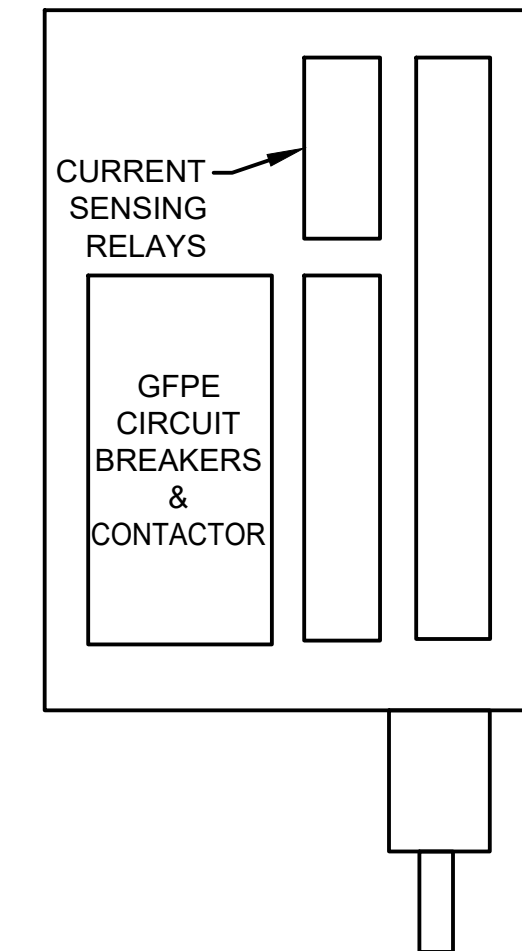 CURRENT
SENSING
RELAYS
GFPE
CIRCUIT
BREAKERS
&
CONTACTOR